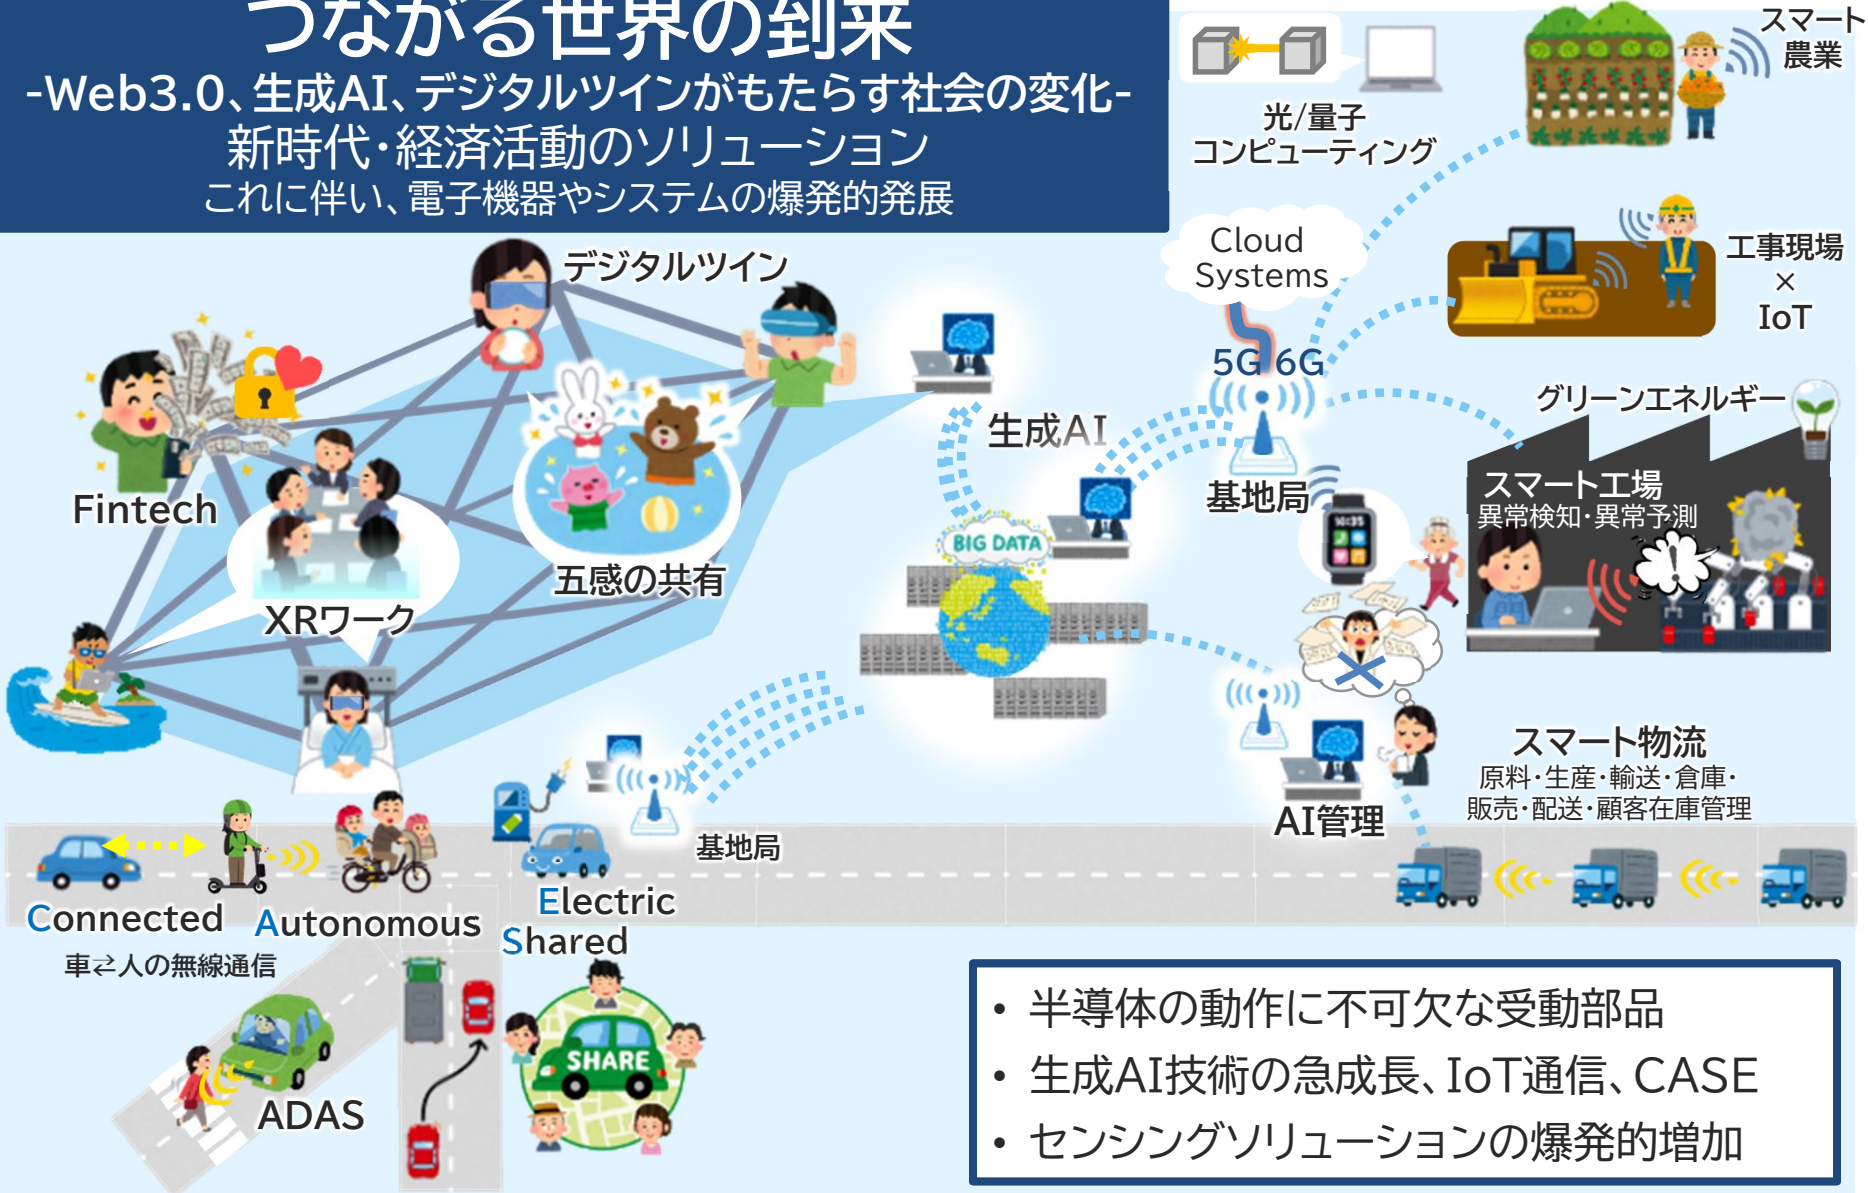 つながる世界の到来
-Web3.0、生成AI、デジタルツインがもたらす社会の変化-
新時代・経済活動のソリューション
これに伴い、電子機器やシステムの爆発的発展
光/量子
コンピューティング
スマート
農業
Cloud
Systems
工事現場
×
IoT
5G 6G
デジタルツイン
生成AI
基地局
グリーンエネルギー
スマート工場
異常検知・異常予測
10:35
Fintech
XRワーク
五感の共有
BIG DATA
AI管理
スマート物流
原料・生産・輸送・倉庫・
販売・配送・顧客在庫管理
基地局
Connected
Autonomous
Electric
Shared
車⇄人の無線通信
ADAS
SHARE
• 半導体の動作に不可欠な受動部品
• 生成AI技術の急成長、IoT通信、CASE
• センシングソリューションの爆発的増加